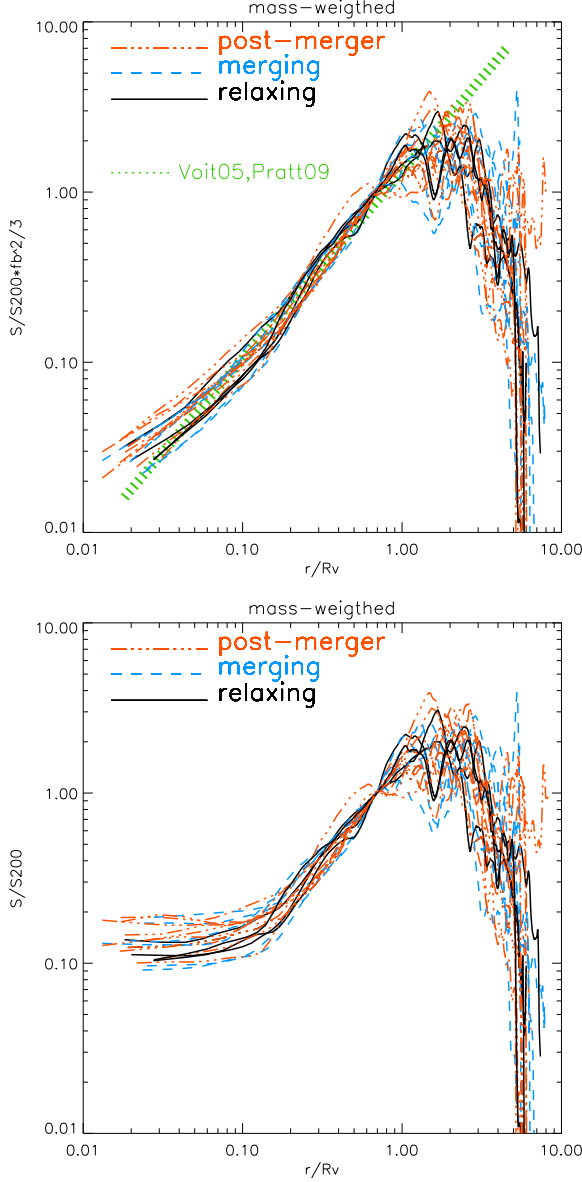 mass-weigthed
post-merger
merging
relaxing
Voit05,Pratt09
10.00
1.00
0.10
0.01
S/S200*fb^2/3
0.01 0.10 1.00 10.00
r/Rv
mass-weigthed
post-merger
merging
relaxing
10.00
1.00
0.10
0.01
S/S200
0.01 0.10 1.00 10.00
r/Rv